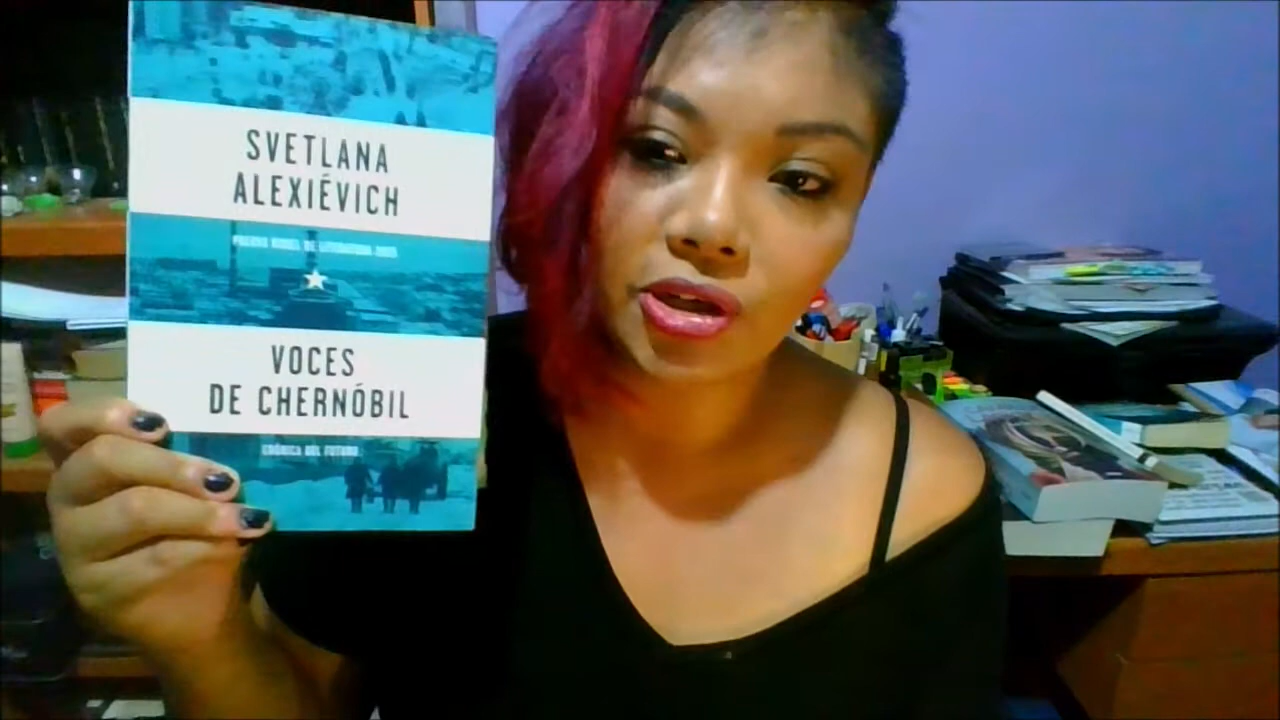 SVETLANA
ALEXIÉVICH
PREMIO NOBEL DE LITERATURA 2015
VOCES
DE CHERNÓBIL
CRÓNICA DEL FUTURO